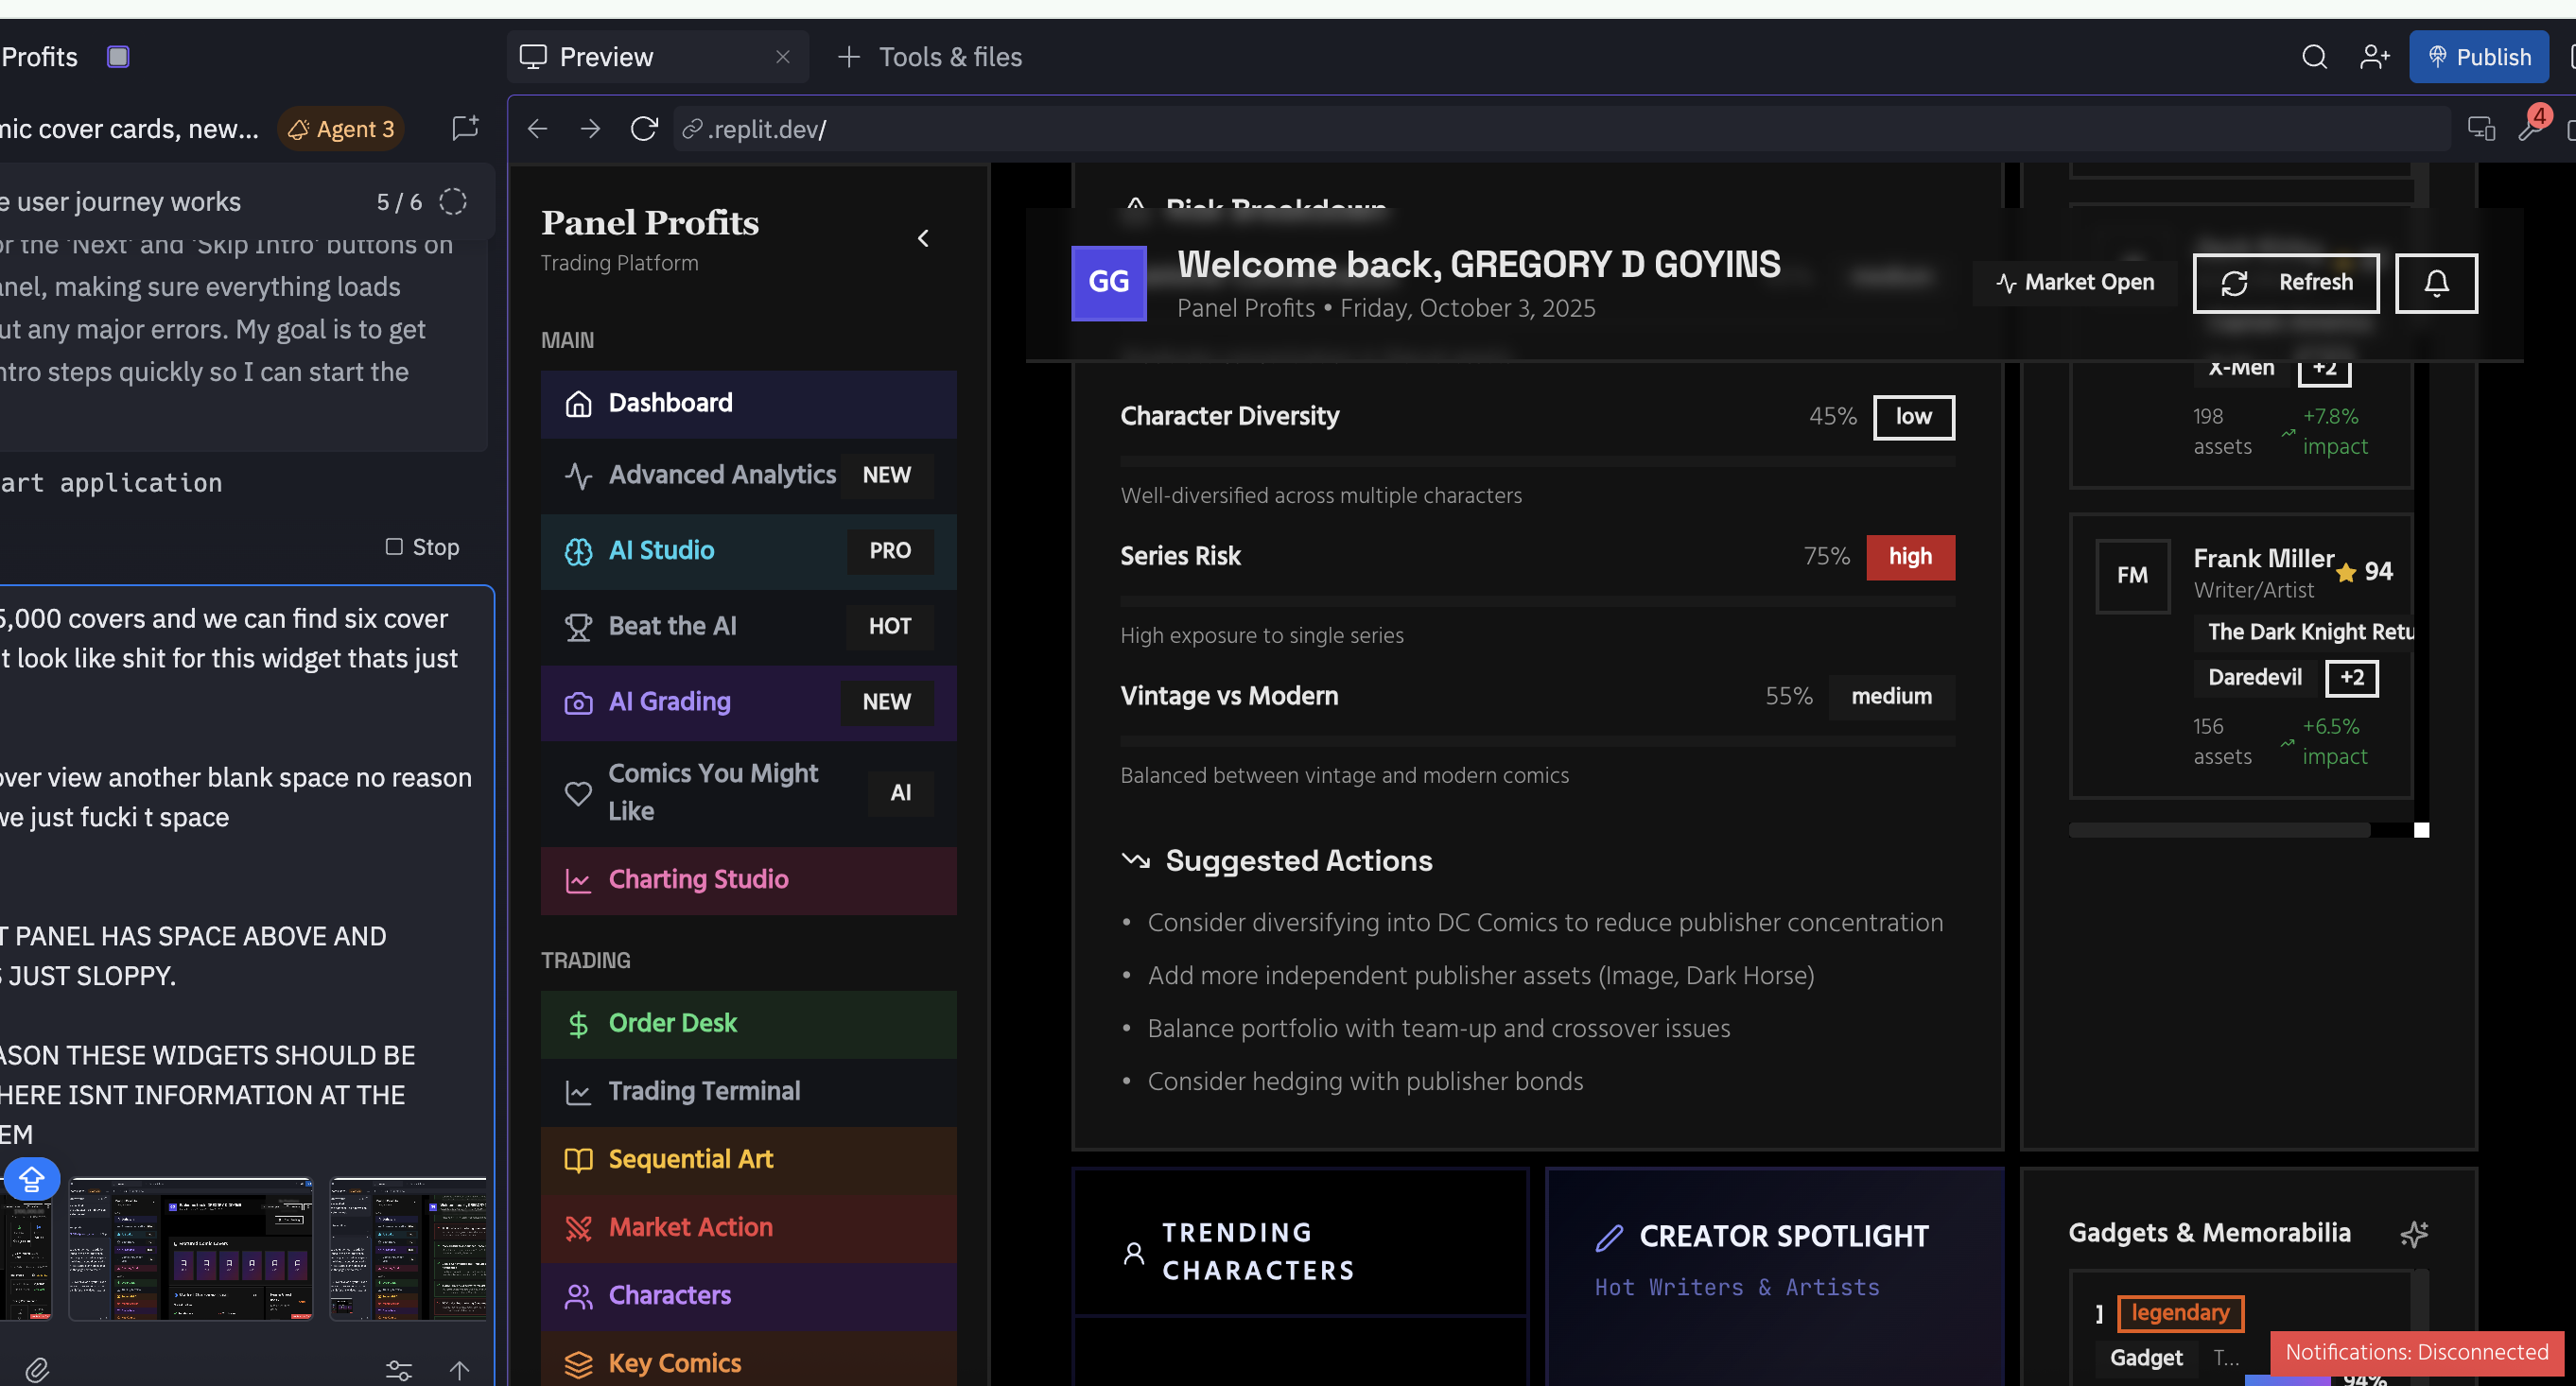 Profits
Preview
Tools & files
Publish
nic cover cards, new...
Agent 3
.replit.dev/
4
e user journey works
5 / 6
or the 'Next' and 'Skip Intro' buttons on
anel, making sure everything loads
ut any major errors. My goal is to get
ntro steps quickly so I can start the
art application
Stop
5,000 covers and we can find six cover
t look like shit for this widget thats just
over view another blank space no reason
ve just fucki t space
T PANEL HAS SPACE ABOVE AND
S JUST SLOPPY.
ASON THESE WIDGETS SHOULD BE
HERE ISNT INFORMATION AT THE
EM
Panel Profits
Trading Platform
MAIN
Dashboard
Advanced Analytics NEW
AI Studio PRO
Beat the AI HOT
AI Grading NEW
Comics You Might
Like
AI
Charting Studio
TRADING
Order Desk
Trading Terminal
Sequential Art
Market Action
Characters
Key Comics
Risk Breakdown
GG
Welcome back, GREGORY D GOYINS
Panel Profits • Friday, October 3, 2025
Market Open
Refresh
Character Diversity 45% low
Well-diversified across multiple characters
Series Risk 75% high
High exposure to single series
Vintage vs Modern 55% medium
Balanced between vintage and modern comics
Suggested Actions
• Consider diversifying into DC Comics to reduce publisher concentration
• Add more independent publisher assets (Image, Dark Horse)
• Balance portfolio with team-up and crossover issues
• Consider hedging with publisher bonds
X-Men +2
198
assets
+7.8%
impact
FM
Frank Miller
94
Writer/Artist
The Dark Knight Retu
Daredevil +2
156
assets
+6.5%
impact
TRENDING
CHARACTERS
CREATOR SPOTLIGHT
Hot Writers & Artists
Gadgets & Memorabilia
] legendary
Gadget T...
94%
Notifications: Disconnected